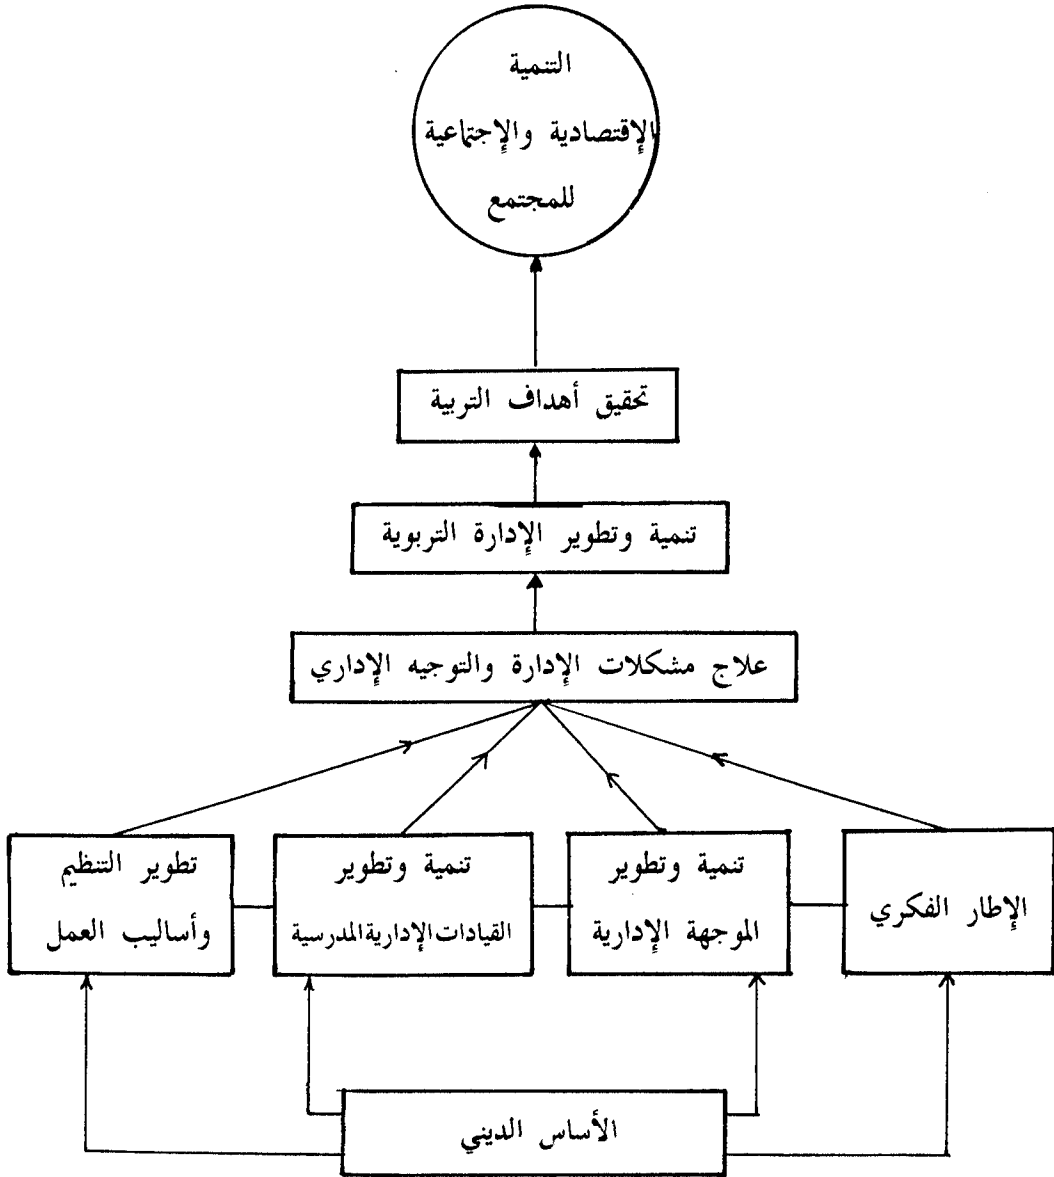 التنمية
الإقتصادية والإجتماعية
للمجتمع
تحقيق أهداف التربية
تنمية وتطوير الإدارة التربوية
علاج مشكلات الإدارة والتوجيه الإداري
الإطار الفكري
تنمية وتطوير
الموجهة الإدارية
تنمية وتطوير
القيادات الإدارية المدرسية
تطوير التنظيم
وأساليب العمل
الأساس الديني